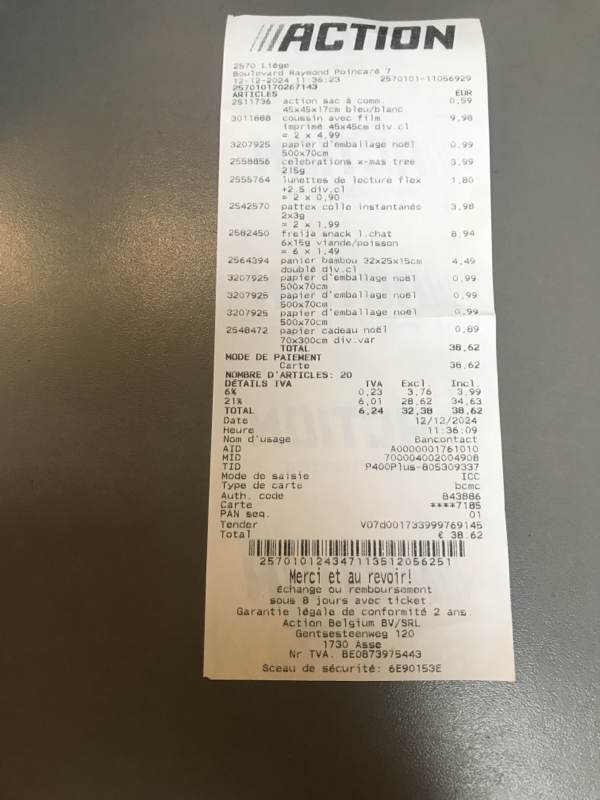 ACTION
2570 Liège
Boulevard Raymond Poincaré 7
12-12-2024 11:36:23 2570101-11056929
257010170267143
ARTICLES EUR
2511736 action sac à comm. 0,59
45x45x17cm bleu/blanc
3011888 coussin avec film 9,98
imprimé 45x45cm div.cl
= 2 x 4,99
3207925 papier d'emballage noël 0,99
500x70cm
2558856 celebrations x-mas tree 3,99
215g
2555764 lunettes de lecture flex 1,80
+2.5 div.cl
= 2 x 0,90
2542570 pattex colle instantanée 3,98
2x3g
= 2 x 1,99
2582450 freija snack l.chat 8,94
6x15g viande/poisson
= 6 x 1,49
2564394 panier bambou 32x25x15cm 4,49
double div.cl
3207925 papier d'emballage noël 0,99
500x70cm
3207925 papier d'emballage noël 0,99
500x70cm
3207925 papier d'emballage noël 0,99
500x70cm
2548472 papier cadeau noël 0,89
70x300cm div.var
TOTAL 38,62
MODE DE PAIEMENT
Carte 38,62
NOMBRE D'ARTICLES: 20
DÉTAILS TVA TVA Excl. Incl.
6% 0,23 3,76 3,99
21% 6,01 28,62 34,63
TOTAL 6,24 32,38 38,62
Date 12/12/2024
Heure 11:36:09
Nom d'usage Bancontact
AID A0000001761010
MID 700004002004908
TID P400Plus-805309337
Mode de saisie ICC
Type de carte bcmc
Auth. code B43886
Carte ****7185
PAN seq. 01
Tender V07d001733999769145
Total € 38.62
257010124347113512056251
Merci et au revoir!
Échange ou remboursement
sous 8 jours avec ticket.
Garantie légale de conformité 2 ans.
Action Belgium BV/SRL
Gentsesteenweg 120
1730 Asse
Nr TVA. BE0873975443
Sceau de sécurité: 6E90153E